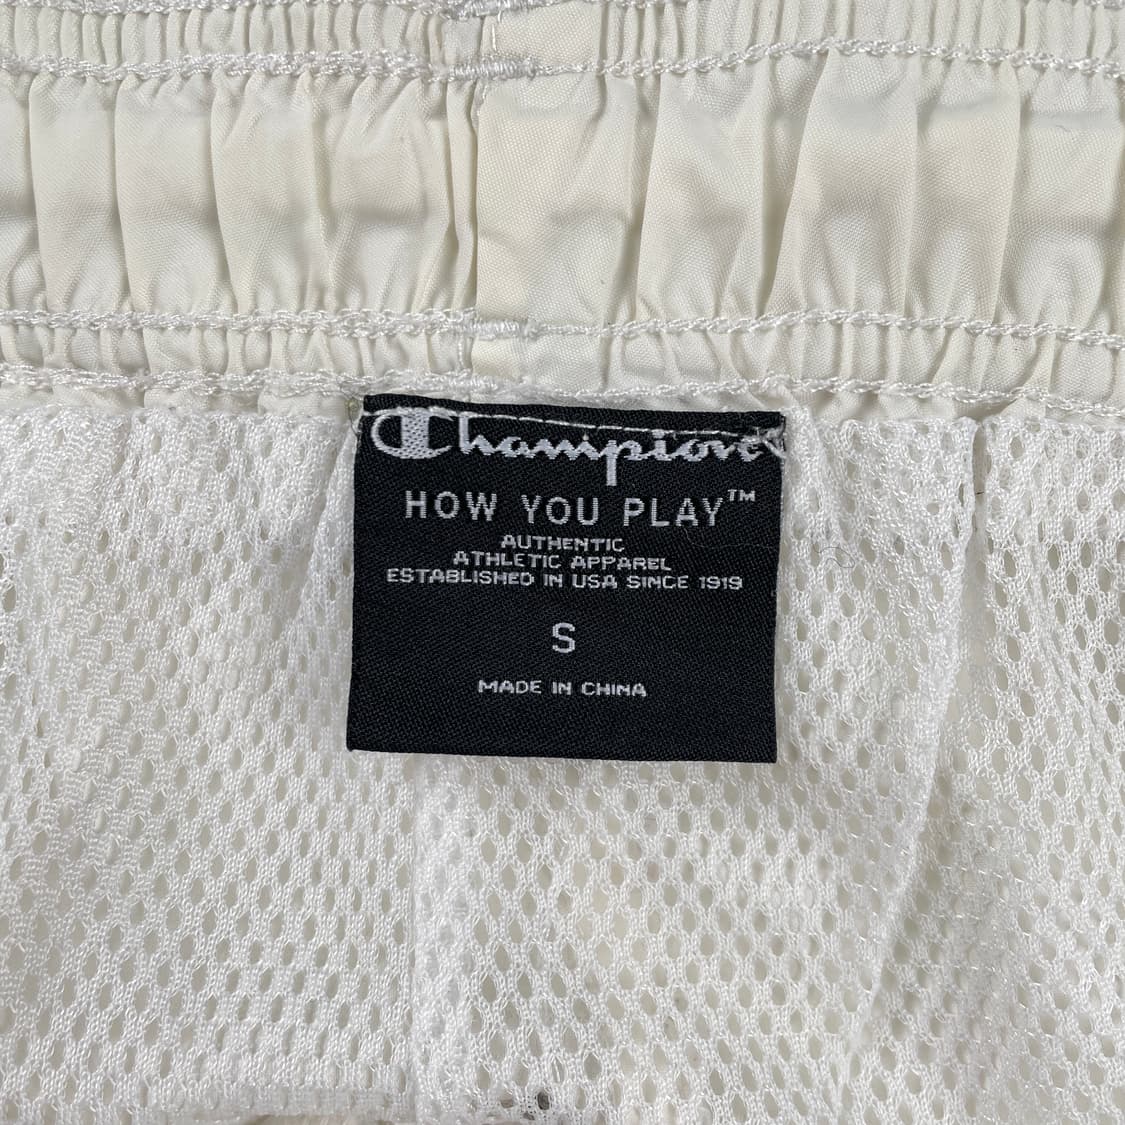 Champion
HOW YOU PLAY™
AUTHENTIC
ATHLETIC APPAREL
ESTABLISHED IN USA SINCE 1919
S
MADE IN CHINA